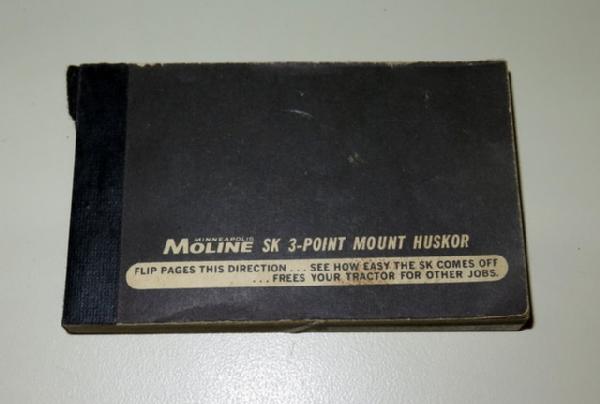 MINNEAPOLIS
MOLINE SK 3-POINT MOUNT HUSKOR
FLIP PAGES THIS DIRECTION ... SEE HOW EASY THE SK COMES OFF
... FREES YOUR TRACTOR FOR OTHER JOBS.